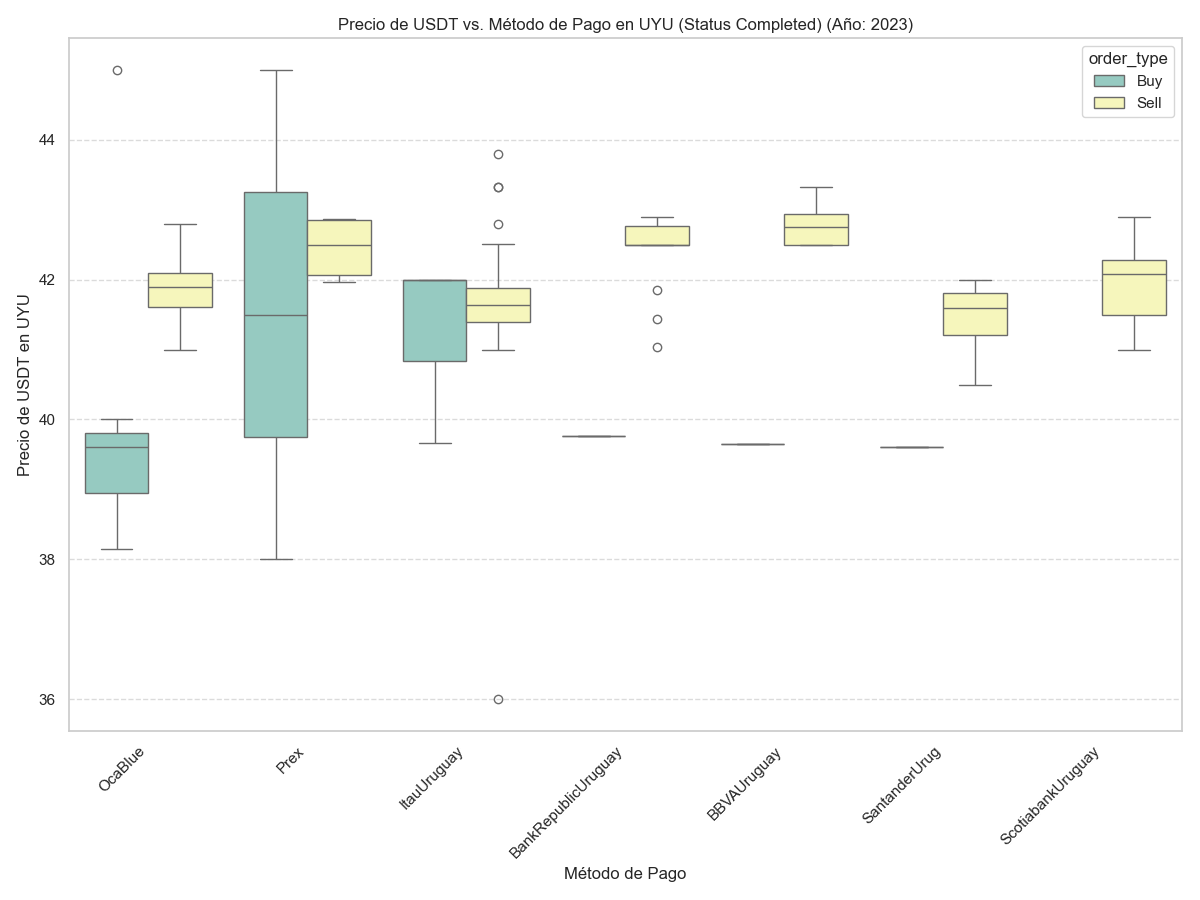 Precio de USDT vs. Método de Pago en UYU (Status Completed) (Año: 2023)
order_type
Buy
Sell
44
42
40
38
36
Precio de USDT en UYU
OcaBlue
Prex
ItauUruguay
BankRepublicUruguay
BBVAUruguay
SantanderUrug
ScotiabankUruguay
Método de Pago